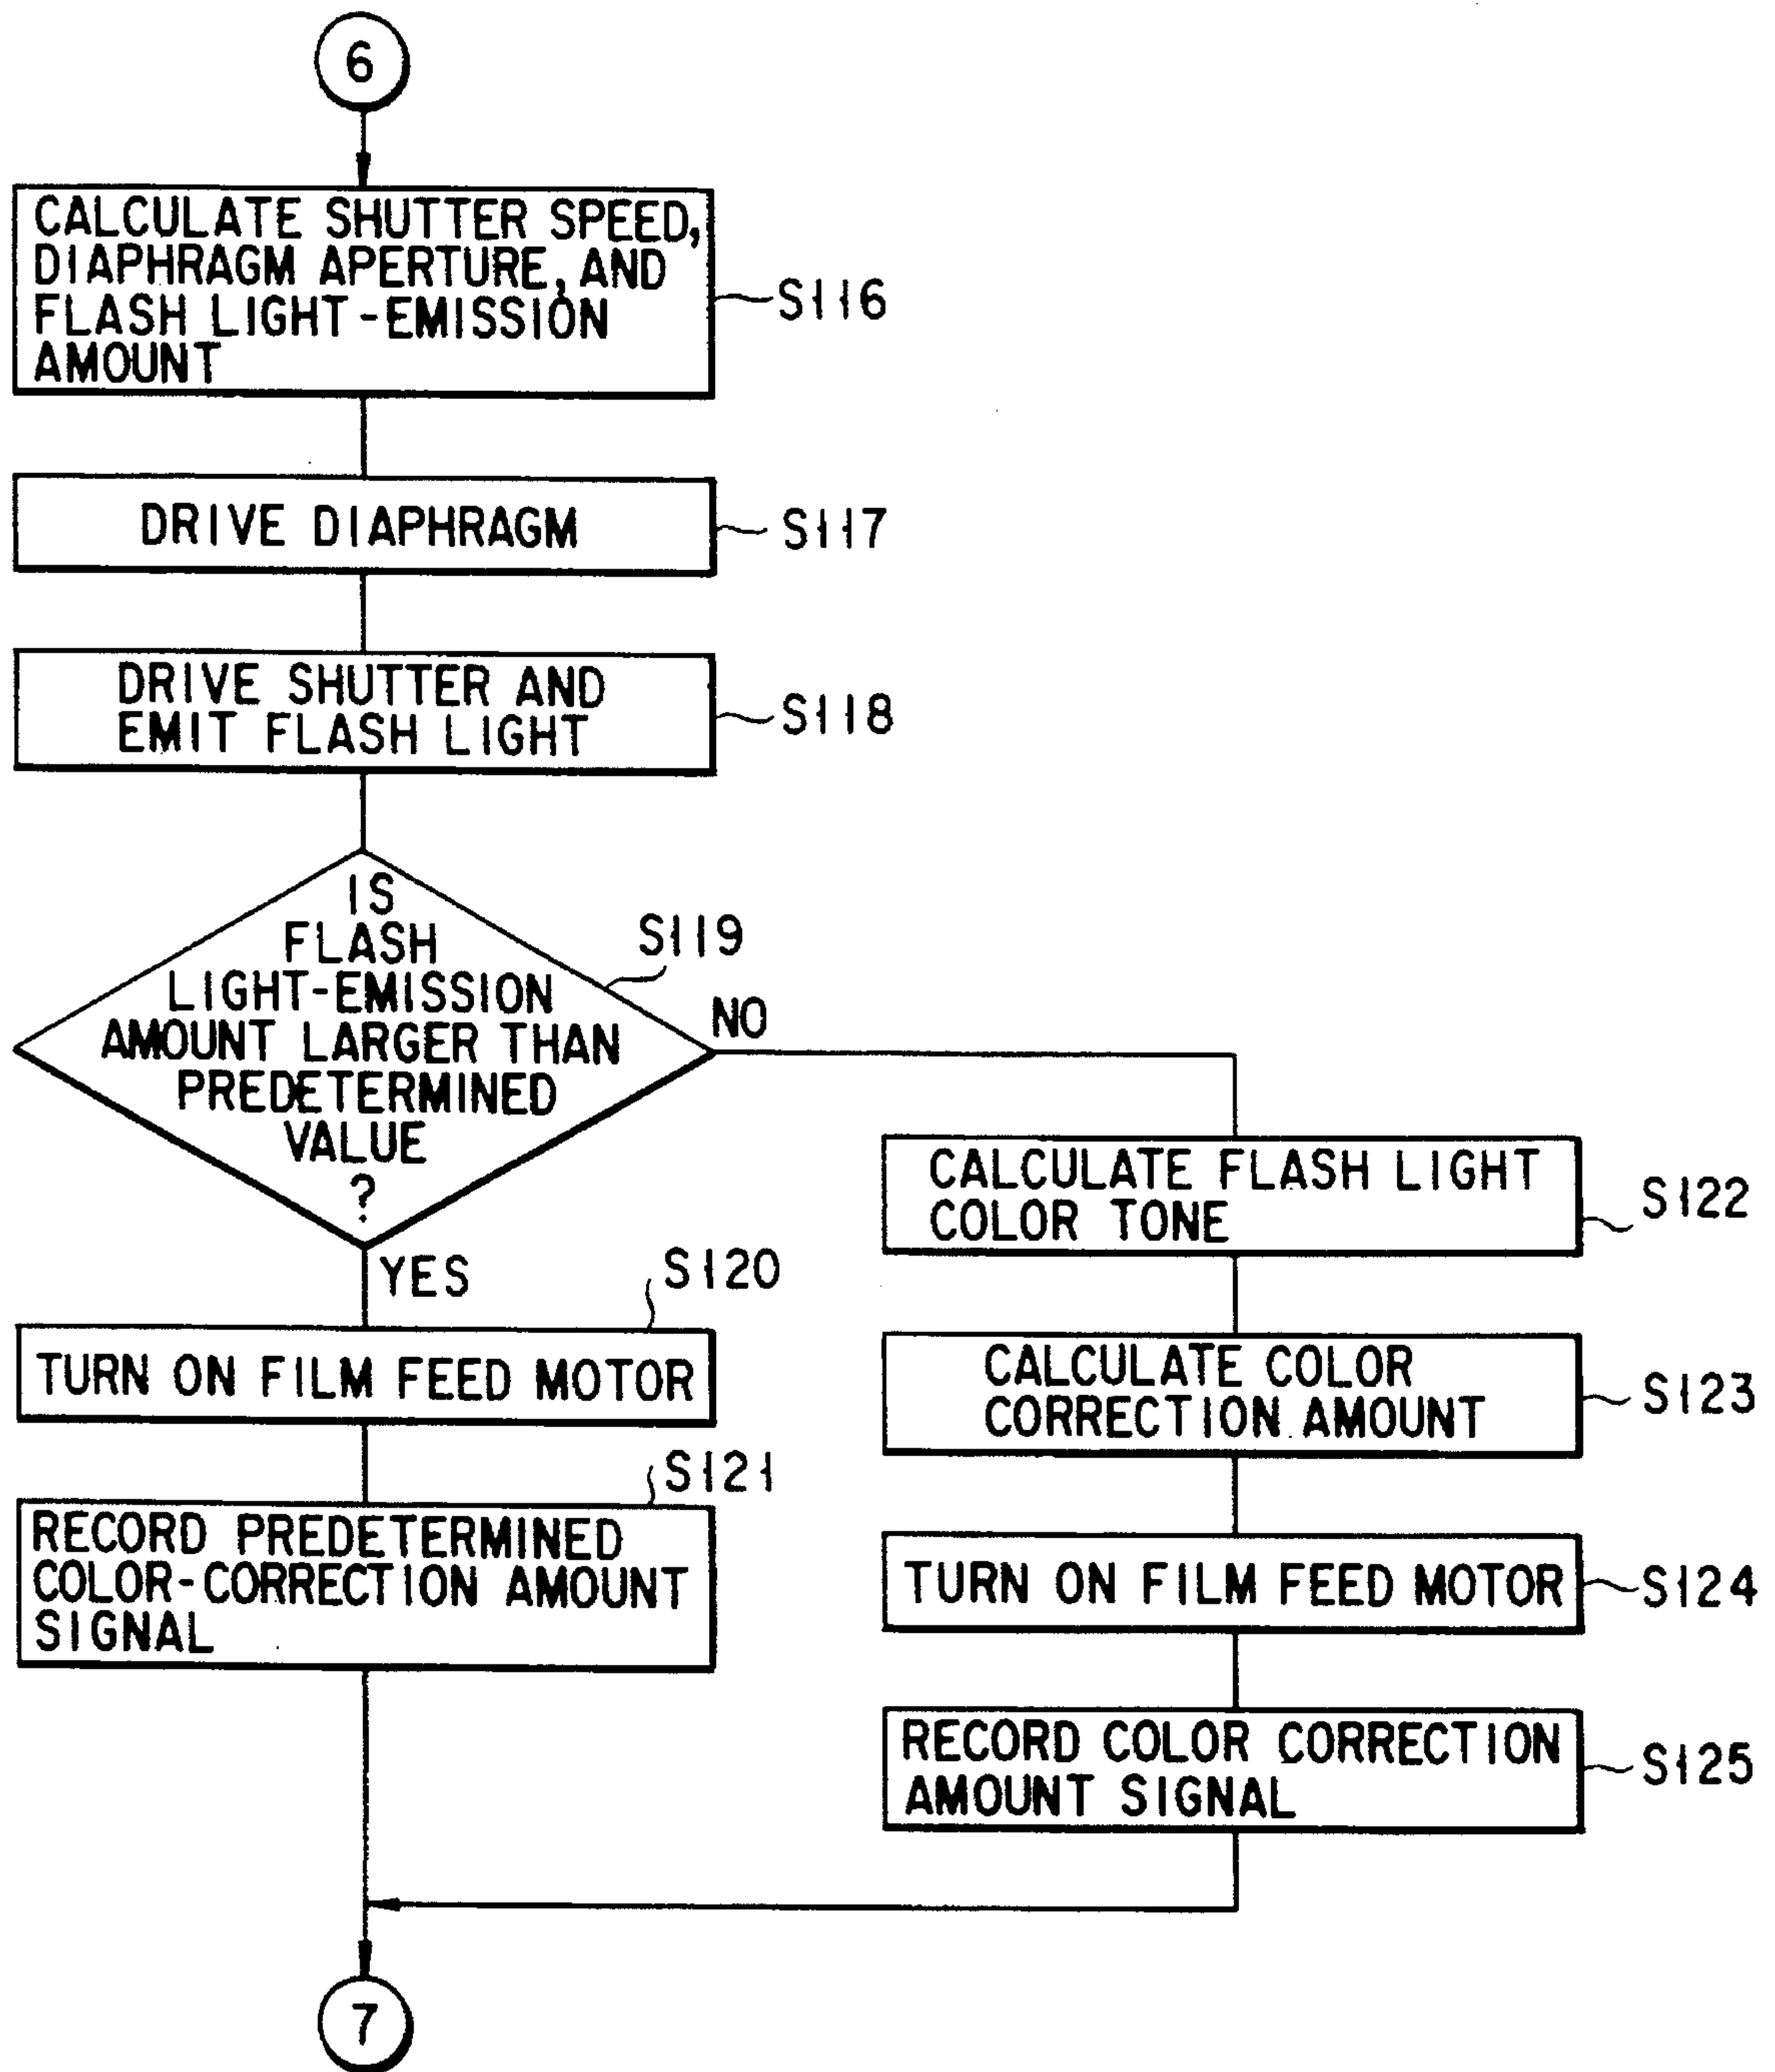 6
CALCULATE SHUTTER SPEED,
DIAPHRAGM APERTURE, AND
FLASH LIGHT-EMISSION
AMOUNT
S116
DRIVE DIAPHRAGM
S117
DRIVE SHUTTER AND
EMIT FLASH LIGHT
S118
IS
FLASH
LIGHT-EMISSION
AMOUNT LARGER THAN
PREDETERMINED
VALUE
?
S119
NO
YES
S120
TURN ON FILM FEED MOTOR
S121
RECORD PREDETERMINED
COLOR-CORRECTION AMOUNT
SIGNAL
CALCULATE FLASH LIGHT
COLOR TONE
S122
CALCULATE COLOR
CORRECTION AMOUNT
S123
TURN ON FILM FEED MOTOR
S124
RECORD COLOR CORRECTION
AMOUNT SIGNAL
S125
7